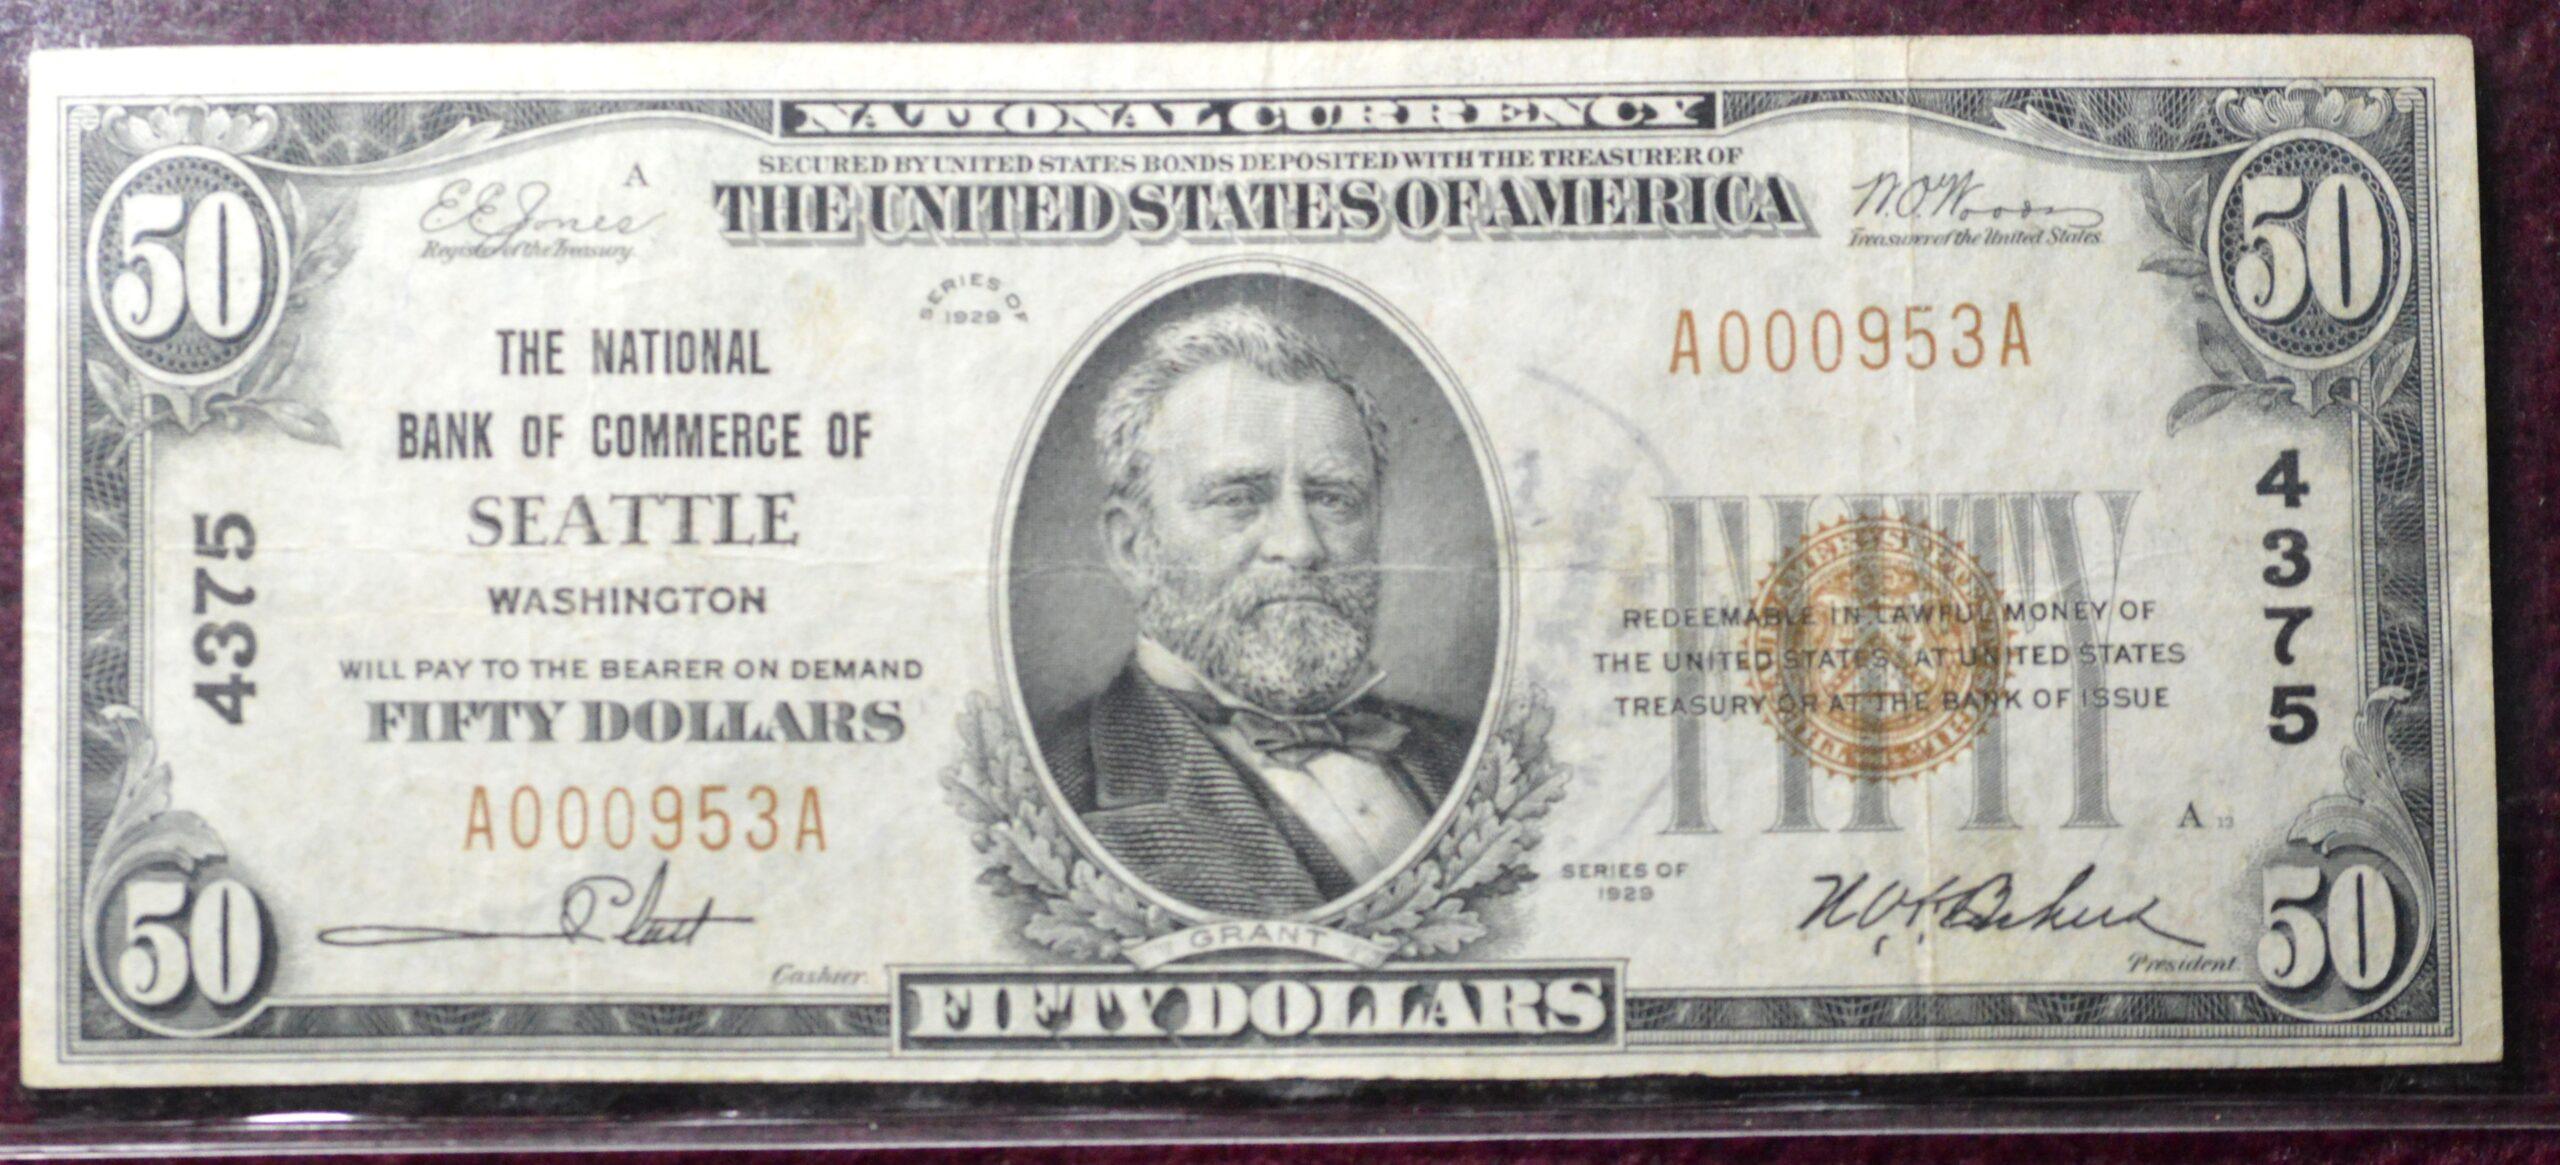 NATIONAL CURRENCY
SECURED BY UNITED STATES BONDS DEPOSITED WITH THE TREASURER OF
THE UNITED STATES OF AMERICA
50
50
A
E.E. Jones
Register of the Treasury.
W.O. Woods
Treasurer of the United States.
SERIES OF
1929
A000953A
THE NATIONAL
BANK OF COMMERCE OF
SEATTLE
WASHINGTON
WILL PAY TO THE BEARER ON DEMAND
FIFTY DOLLARS
A000953A
4375
4375
FIFTY
REDEEMABLE IN LAWFUL MONEY OF
THE UNITED STATES AT UNITED STATES
TREASURY OR AT THE BANK OF ISSUE
A 13
SERIES OF
1929
GRANT
Cashier.
President.
50
50
FIFTY DOLLARS